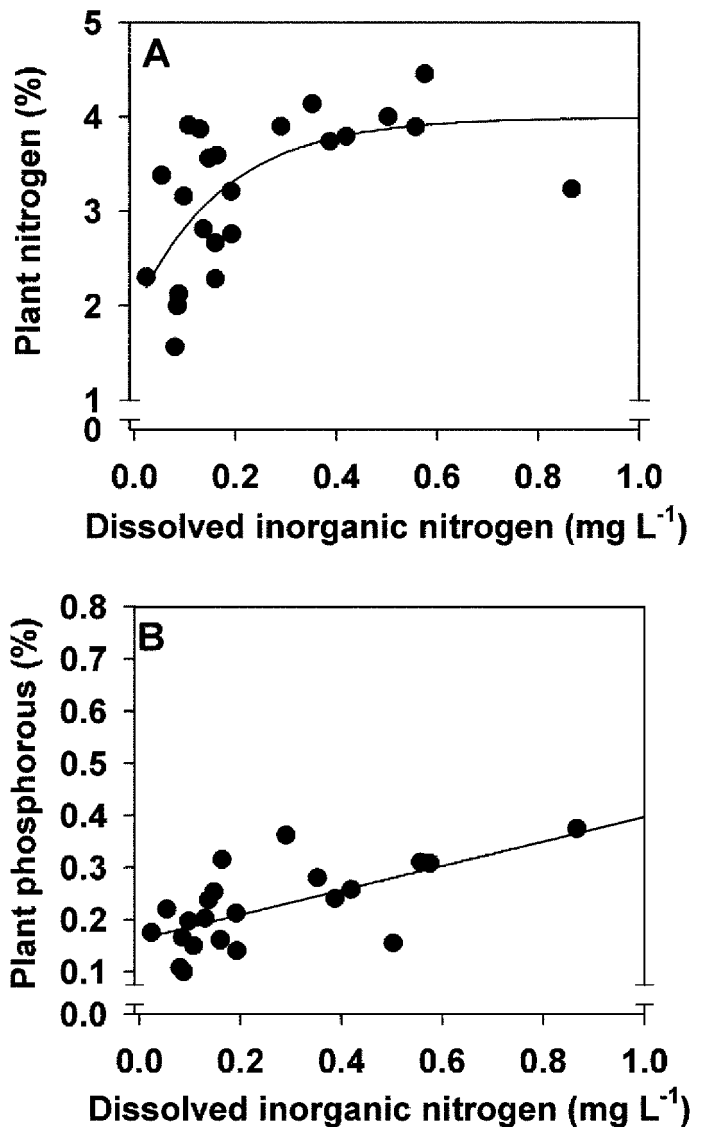 5
A
4
3
2
1
0
Plant nitrogen (%)
0.0 0.2 0.4 0.6 0.8 1.0
Dissolved inorganic nitrogen (mg L⁻¹)
0.8
B
0.7
0.6
0.5
0.4
0.3
0.2
0.1
0.0
Plant phosphorous (%)
0.0 0.2 0.4 0.6 0.8 1.0
Dissolved inorganic nitrogen (mg L⁻¹)